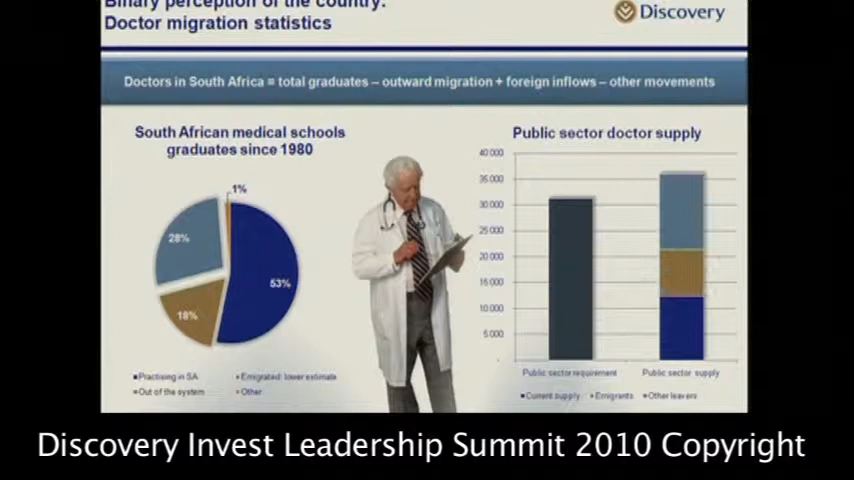 Binary perception of the country:
Doctor migration statistics
Discovery
Doctors in South Africa = total graduates – outward migration + foreign inflows – other movements
South African medical schools
graduates since 1980
1%
28%
53%
18%
Practising in SA
Emigrated: lower estimate
Out of the system
Other
Public sector doctor supply
40 000
35 000
30 000
25 000
20 000
15 000
10 000
5 000
-
Public sector requirement
Public sector supply
Current supply
Emigrants
Other leavers
Discovery Invest Leadership Summit 2010 Copyright